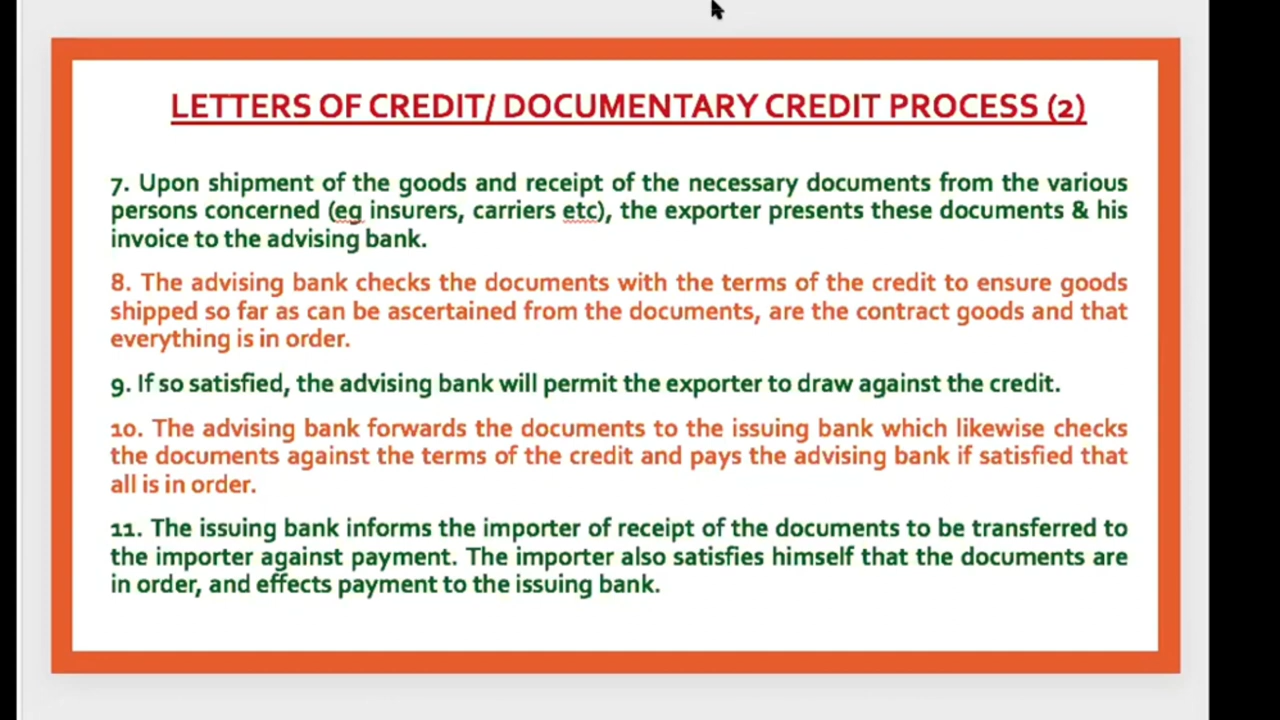 LETTERS OF CREDIT/ DOCUMENTARY CREDIT PROCESS (2)
7. Upon shipment of the goods and receipt of the necessary documents from the various
persons concerned (eg insurers, carriers etc), the exporter presents these documents & his
invoice to the advising bank.
8. The advising bank checks the documents with the terms of the credit to ensure goods
shipped so far as can be ascertained from the documents, are the contract goods and that
everything is in order.
9. If so satisfied, the advising bank will permit the exporter to draw against the credit.
10. The advising bank forwards the documents to the issuing bank which likewise checks
the documents against the terms of the credit and pays the advising bank if satisfied that
all is in order.
11. The issuing bank informs the importer of receipt of the documents to be transferred to
the importer against payment. The importer also satisfies himself that the documents are
in order, and effects payment to the issuing bank.